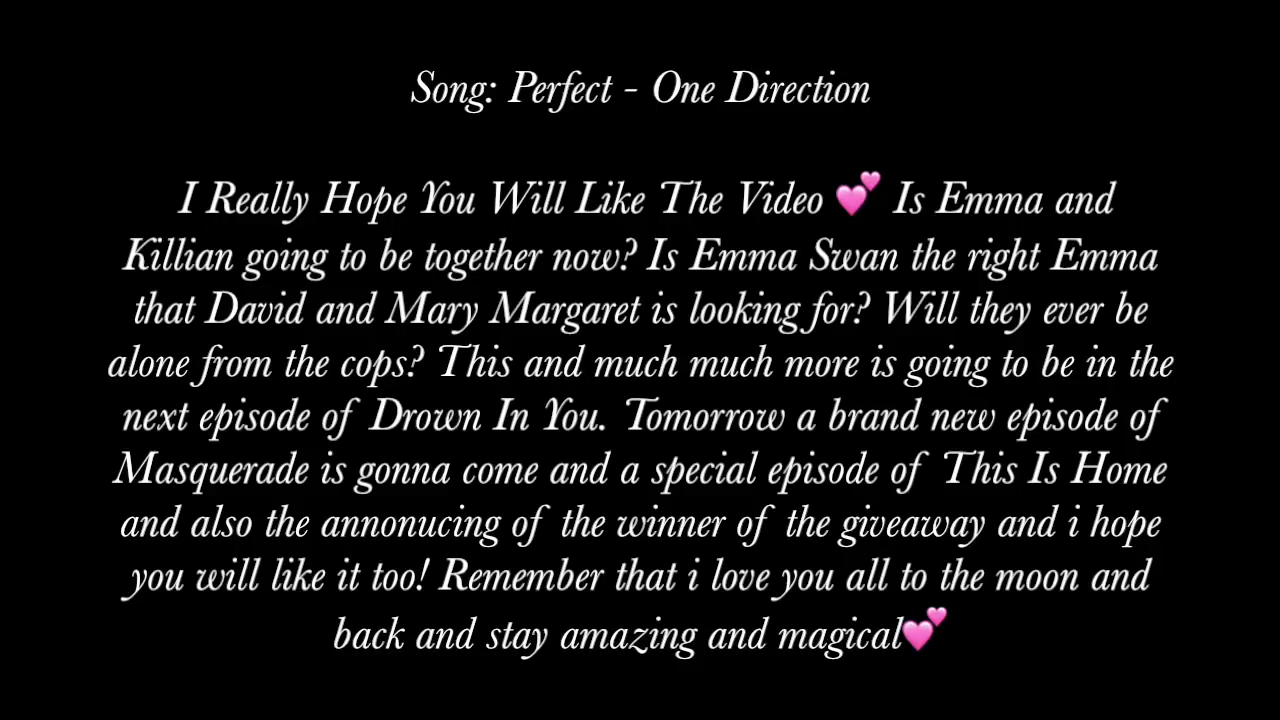 Song: Perfect - One Direction
I Really Hope You Will Like The Video 💕 Is Emma and
Killian going to be together now? Is Emma Swan the right Emma
that David and Mary Margaret is looking for? Will they ever be
alone from the cops? This and much much more is going to be in the
next episode of Drown In You. Tomorrow a brand new episode of
Masquerade is gonna come and a special episode of This Is Home
and also the annonucing of the winner of the giveaway and i hope
you will like it too! Remember that i love you all to the moon and
back and stay amazing and magical💕